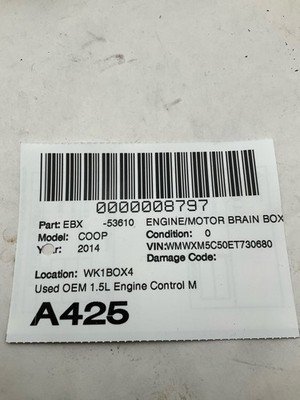 0000008797
Part: EBX -53610 ENGINE/MOTOR BRAIN BOX
Model: COOP Condition: 0
Year: 2014 VIN:WMWXM5C50ET730680
Damage Code:
Location: WK1BOX4
Used OEM 1.5L Engine Control M
A425